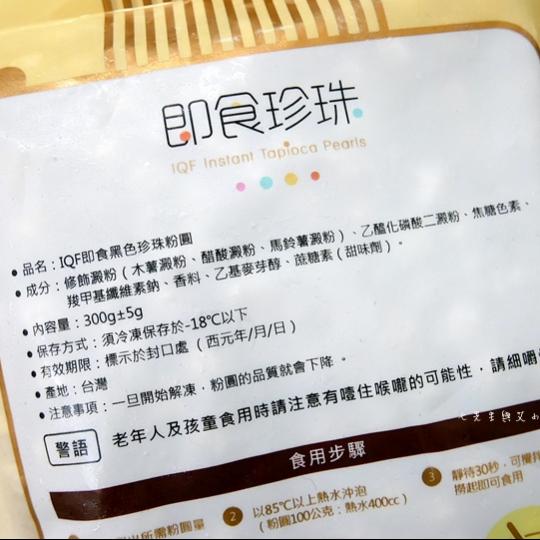 即食珍珠
IQF Instant Tapioca Pearls
• 品名：IQF即食黑色珍珠粉圓
• 成分：修飾澱粉（木薯澱粉、醋酸澱粉、馬鈴薯澱粉）、乙醯化磷酸二澱粉、焦糖色素、
羧甲基纖維素鈉、香料、乙基麥芽醇、蔗糖素（甜味劑）。
• 內容量：300g±5g
• 保存方式：須冷凍保存於-18℃以下
• 有效期限：標示於封口處（西元年/月/日）
• 產地：台灣
• 注意事項：一旦開始解凍，粉圓的品質就會下降。
警語 老年人及孩童食用時請注意有噎住喉嚨的可能性，請細嚼
食用步驟
所需粉圓量
2 以85℃以上熱水沖泡
（粉圓100公克：熱水400cc）
3 靜待30秒，可攪拌
撈起即可食用